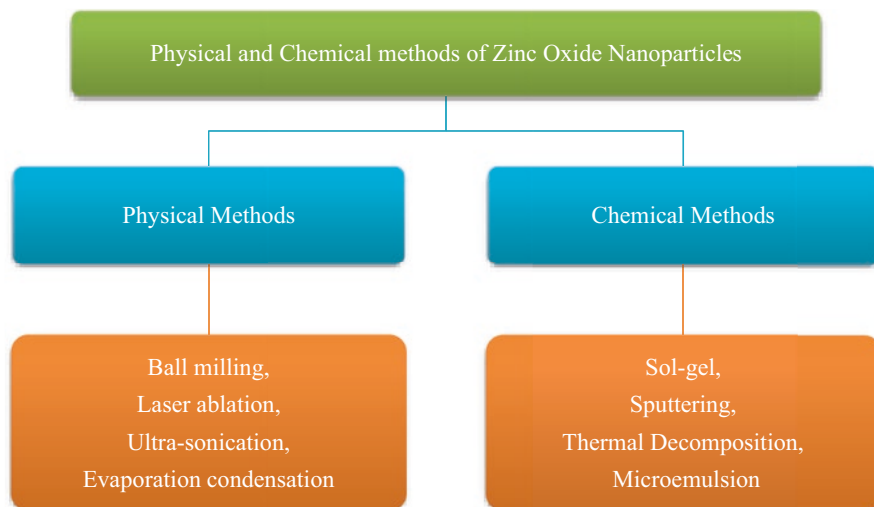 Physical and Chemical methods of Zinc Oxide Nanoparticles
Physical Methods
Chemical Methods
Ball milling,
Laser ablation,
Ultra-sonication,
Evaporation condensation
Sol-gel,
Sputtering,
Thermal Decomposition,
Microemulsion